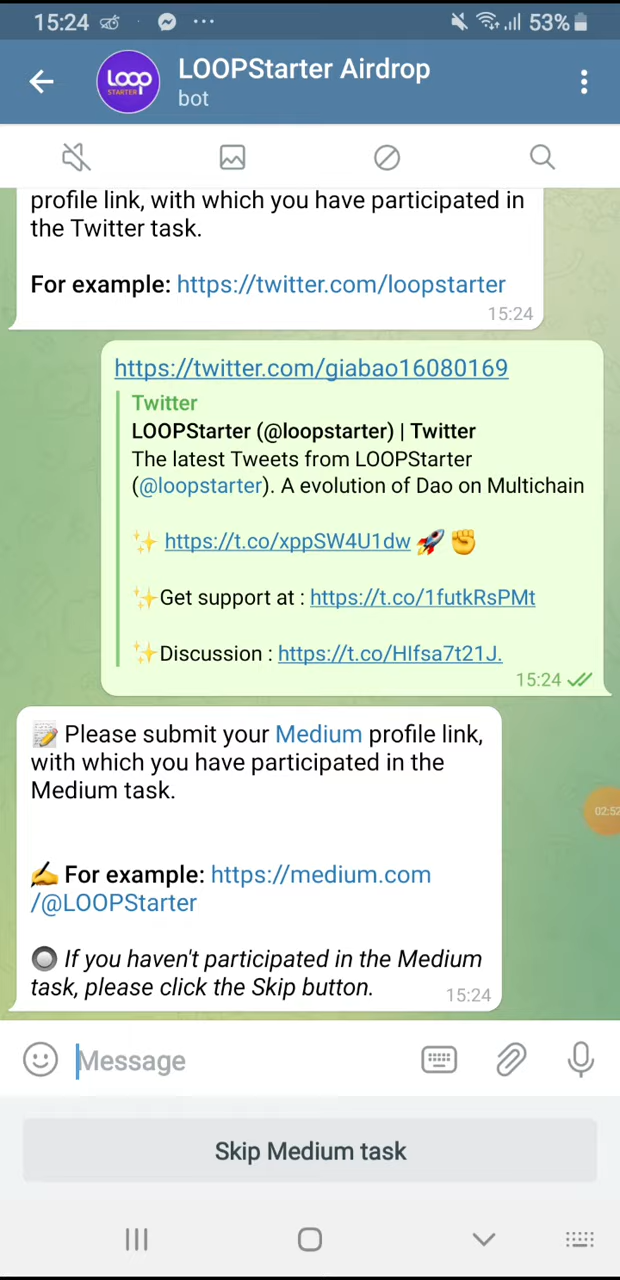 15:24
53%
LOOP
STARTER
LOOPStarter Airdrop
bot
profile link, with which you have participated in
the Twitter task.
For example: https://twitter.com/loopstarter
15:24
https://twitter.com/giabao16080169
Twitter
LOOPStarter (@loopstarter) | Twitter
The latest Tweets from LOOPStarter
(@loopstarter). A evolution of Dao on Multichain
✨ https://t.co/xppSW4U1dw 🚀 ✊
✨Get support at : https://t.co/1futkRsPMt
✨Discussion : https://t.co/HIfsa7t21J.
15:24
📝 Please submit your Medium profile link,
with which you have participated in the
Medium task.
02:52
✍️ For example: https://medium.com
/@LOOPStarter
🔘 If you haven't participated in the Medium
task, please click the Skip button.
15:24
Message
Skip Medium task